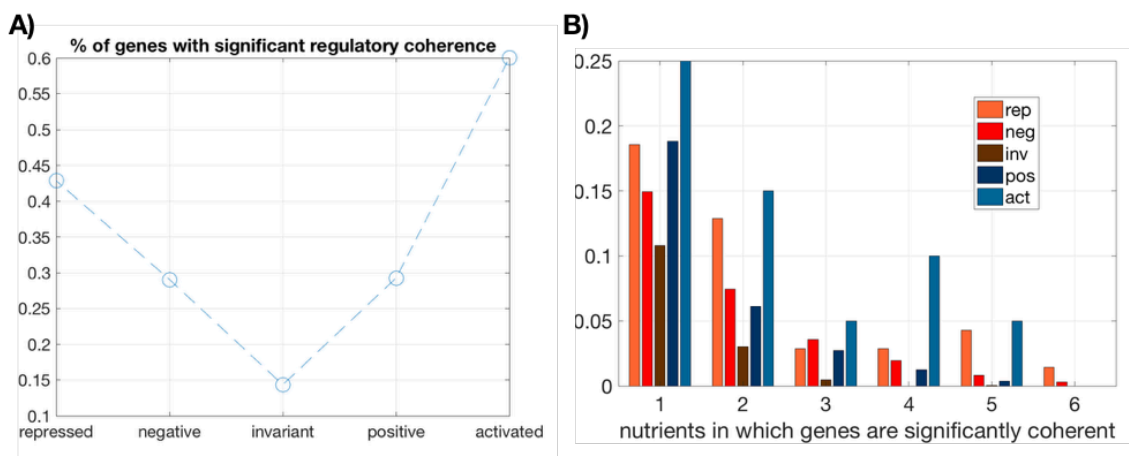 A)
% of genes with significant regulatory coherence
0.6
0.55
0.5
0.45
0.4
0.35
0.3
0.25
0.2
0.15
0.1
repressed negative invariant positive activated
B)
0.25
0.2
0.15
0.1
0.05
0
rep
neg
inv
pos
act
1 2 3 4 5 6
nutrients in which genes are significantly coherent